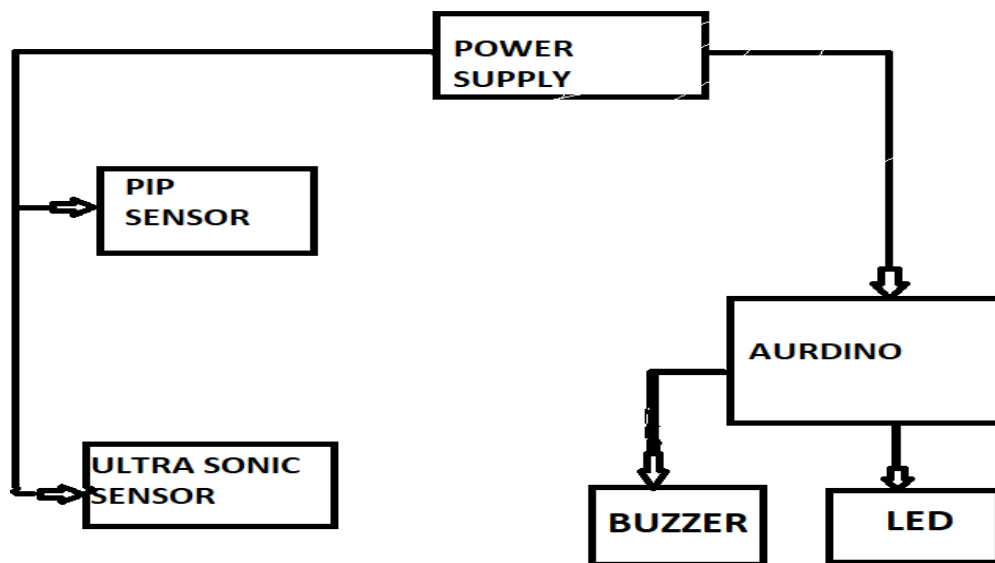 POWER
SUPPLY
PIP
SENSOR
AURDINO
ULTRA SONIC
SENSOR
BUZZER
LED